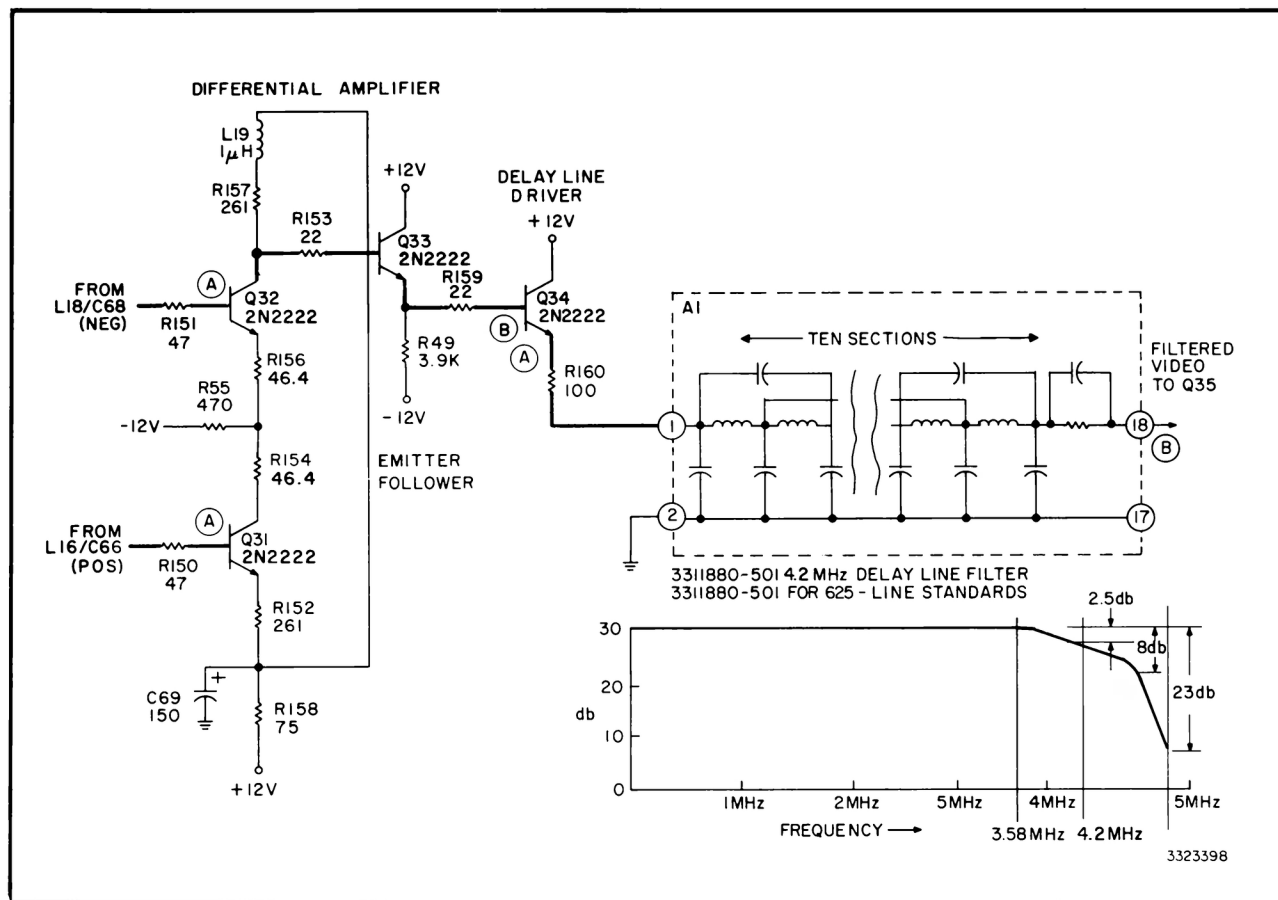 DIFFERENTIAL AMPLIFIER
L19
1µH
R157
261
R153
22
+12V
Q33
2N2222
DELAY LINE
DRIVER
+12V
R159
22
Q34
2N2222
FROM
L18/C68
(NEG)
R151
47
A
Q32
2N2222
B
A
R49
3.9K
-12V
R160
100
R156
46.4
R55
470
-12V
R154
46.4
EMITTER
FOLLOWER
FROM
L16/C66
(POS)
R150
47
A
Q31
2N2222
R152
261
C69
150
+
R158
75
+12V
A1
TEN SECTIONS
FILTERED
VIDEO
TO Q35
1
18
B
2
17
3311880-501 4.2 MHz DELAY LINE FILTER
3311880-501 FOR 625-LINE STANDARDS
30
20
db
10
0
2.5db
8db
23db
1MHz
2MHz
5MHz
4MHz
5MHz
FREQUENCY
3.58MHz
4.2MHz
3323398